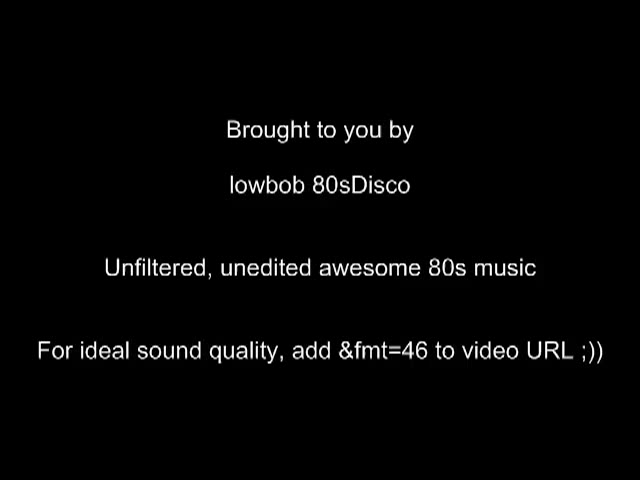 Brought to you by
lowbob 80sDisco
Unfiltered, unedited awesome 80s music
For ideal sound quality, add &fmt=46 to video URL ;))